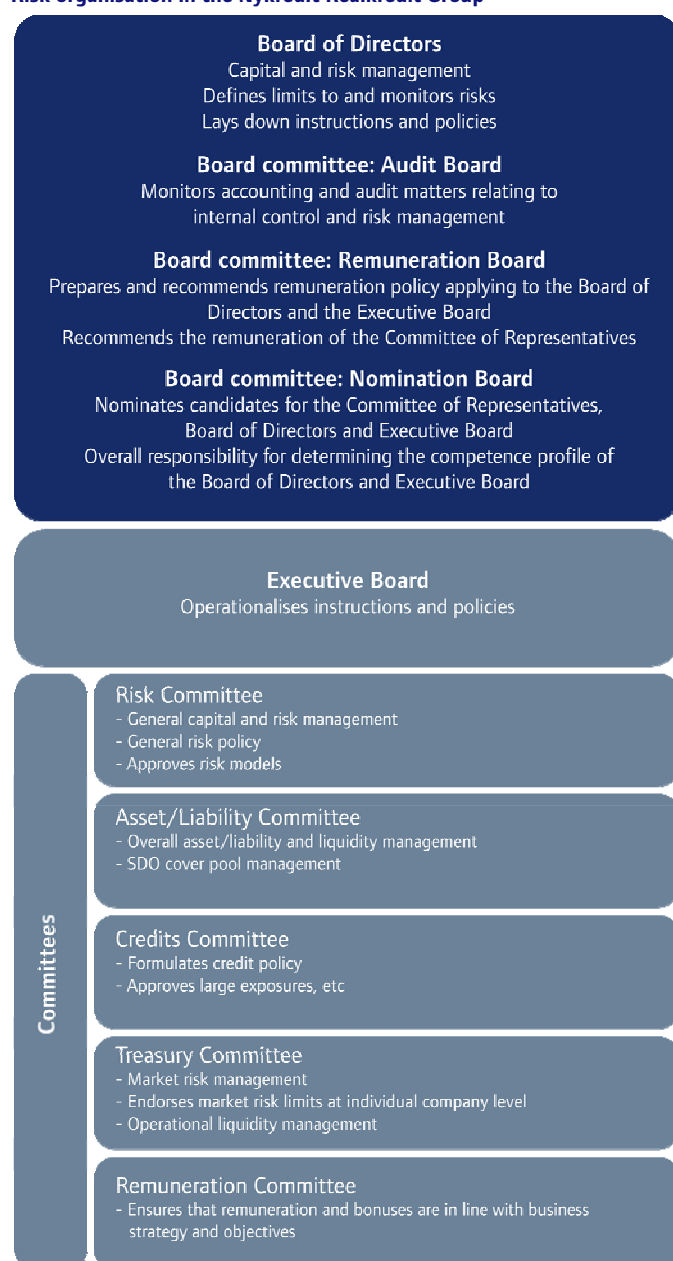 Risk organisation in the Nykredit Realkredit Group
Board of Directors
Capital and risk management
Defines limits to and monitors risks
Lays down instructions and policies
Board committee: Audit Board
Monitors accounting and audit matters relating to
internal control and risk management
Board committee: Remuneration Board
Prepares and recommends remuneration policy applying to the Board of
Directors and the Executive Board
Recommends the remuneration of the Committee of Representatives
Board committee: Nomination Board
Nominates candidates for the Committee of Representatives,
Board of Directors and Executive Board
Overall responsibility for determining the competence profile of
the Board of Directors and Executive Board
Executive Board
Operationalises instructions and policies
Committees
Risk Committee
- General capital and risk management
- General risk policy
- Approves risk models
Asset/Liability Committee
- Overall asset/liability and liquidity management
- SDO cover pool management
Credits Committee
- Formulates credit policy
- Approves large exposures, etc
Treasury Committee
- Market risk management
- Endorses market risk limits at individual company level
- Operational liquidity management
Remuneration Committee
- Ensures that remuneration and bonuses are in line with business
strategy and objectives